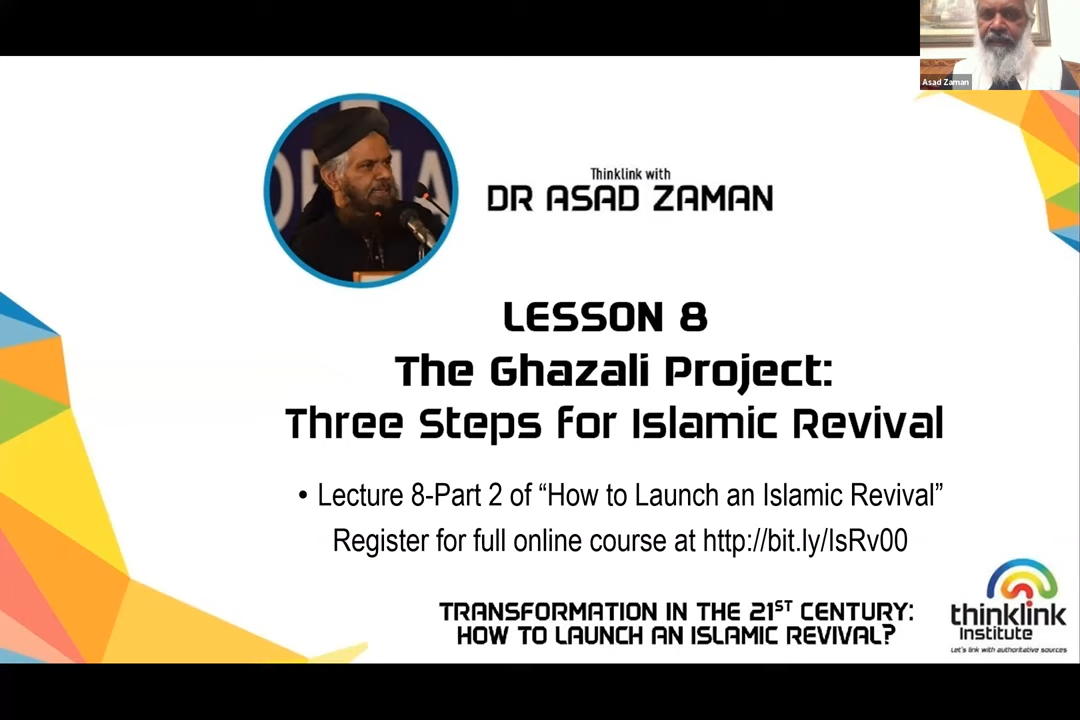 Asad Zaman
Thinklink with
DR ASAD ZAMAN
LESSON 8
The Ghazali Project:
Three Steps for Islamic Revival
• Lecture 8-Part 2 of “How to Launch an Islamic Revival”
Register for full online course at http://bit.ly/IsRv00
TRANSFORMATION IN THE 21ST CENTURY:
HOW TO LAUNCH AN ISLAMIC REVIVAL?
thinklink
Institute
Let's link with authoritative sources